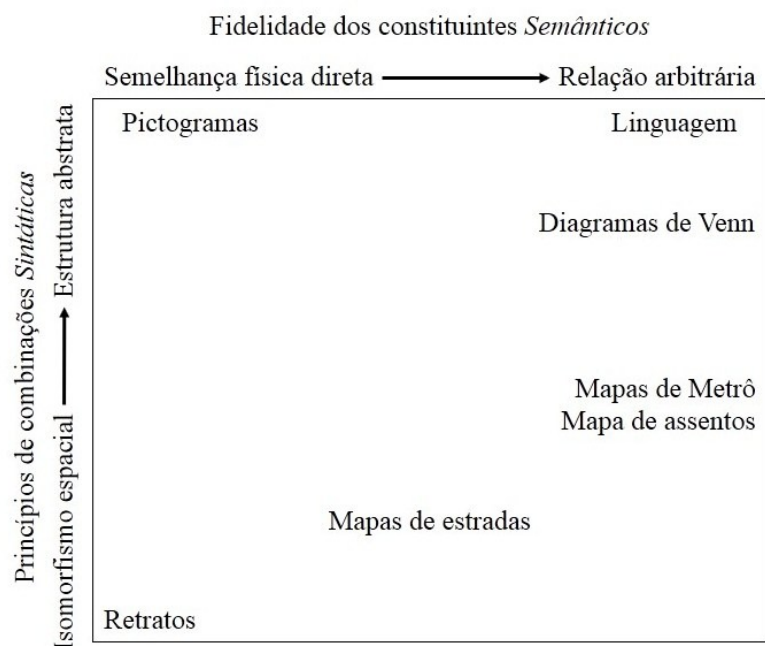 Fidelidade dos constituintes Semânticos
Semelhança física direta
Relação arbitrária
Princípios de combinações Sintáticas
Isomorfismo espacial
Estrutura abstrata
Pictogramas
Linguagem
Diagramas de Venn
Mapas de Metrô
Mapa de assentos
Mapas de estradas
Retratos